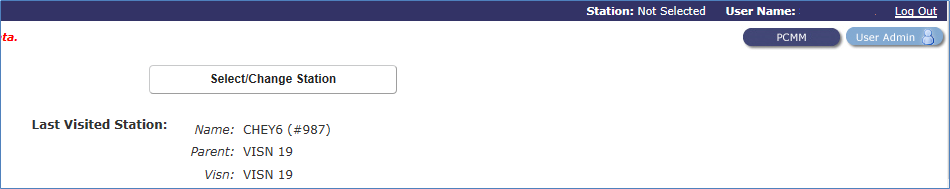 Station: Not Selected User Name: Log Out
ta.
PCMM User Admin
Select/Change Station
Last Visited Station:
Name: CHEY6 (#987)
Parent: VISN 19
Visn: VISN 19